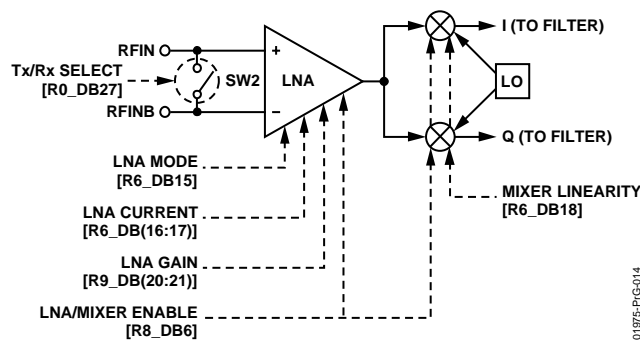 RFIN
I (TO FILTER)
Tx/Rx SELECT
[R0_DB27]
SW2
+
LNA
LO
RFINB
−
Q (TO FILTER)
LNA MODE
[R6_DB15]
LNA CURRENT
[R6_DB(16:17)]
MIXER LINEARITY
[R6_DB18]
LNA GAIN
[R9_DB(20:21)]
LNA/MIXER ENABLE
[R8_DB6]
01975-PrG-014